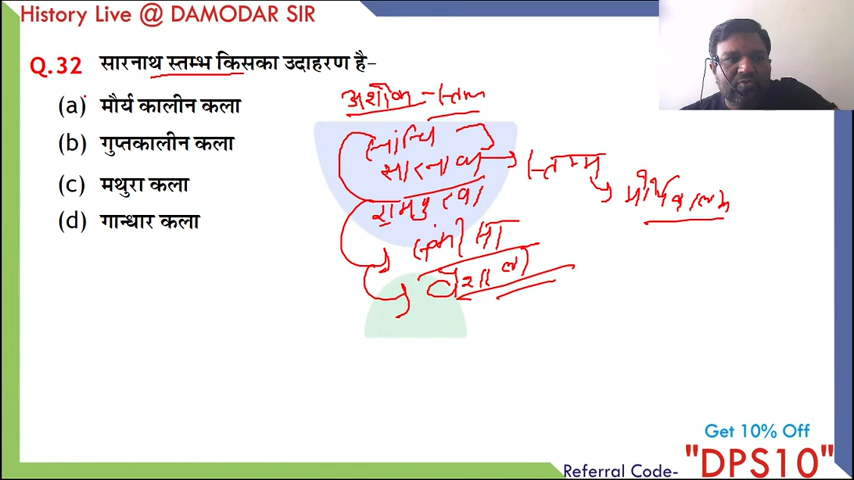 History Live @ DAMODAR SIR
Q.32 सारनाथ स्तम्भ किसका उदाहरण है-
(a) मौर्य कालीन कला
(b) गुप्तकालीन कला
(c) मथुरा कला
(d) गान्धार कला
अशोक - स्तम्भ
सांची
सारनाथ → स्तम्भ
रामपुरवा
मौर्यकालीन
Get 10% Off
Referral Code- "DPS10"